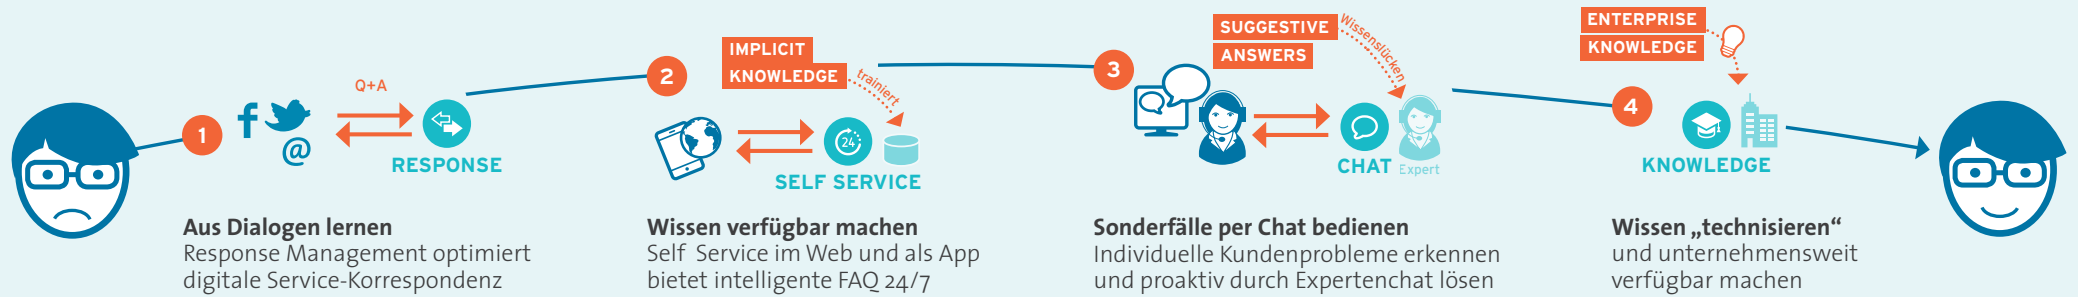 1
Q+A
@
RESPONSE
Aus Dialogen lernen
Response Management optimiert
digitale Service-Korrespondenz
2
IMPLICIT
KNOWLEDGE
trainiert
24
SELF SERVICE
Wissen verfügbar machen
Self Service im Web und als App
bietet intelligente FAQ 24/7
3
SUGGESTIVE
ANSWERS
Wissenslücken
CHAT
Expert
Sonderfälle per Chat bedienen
Individuelle Kundenprobleme erkennen
und proaktiv durch Expertenchat lösen
4
ENTERPRISE
KNOWLEDGE
KNOWLEDGE
Wissen „technisieren“
und unternehmensweit
verfügbar machen